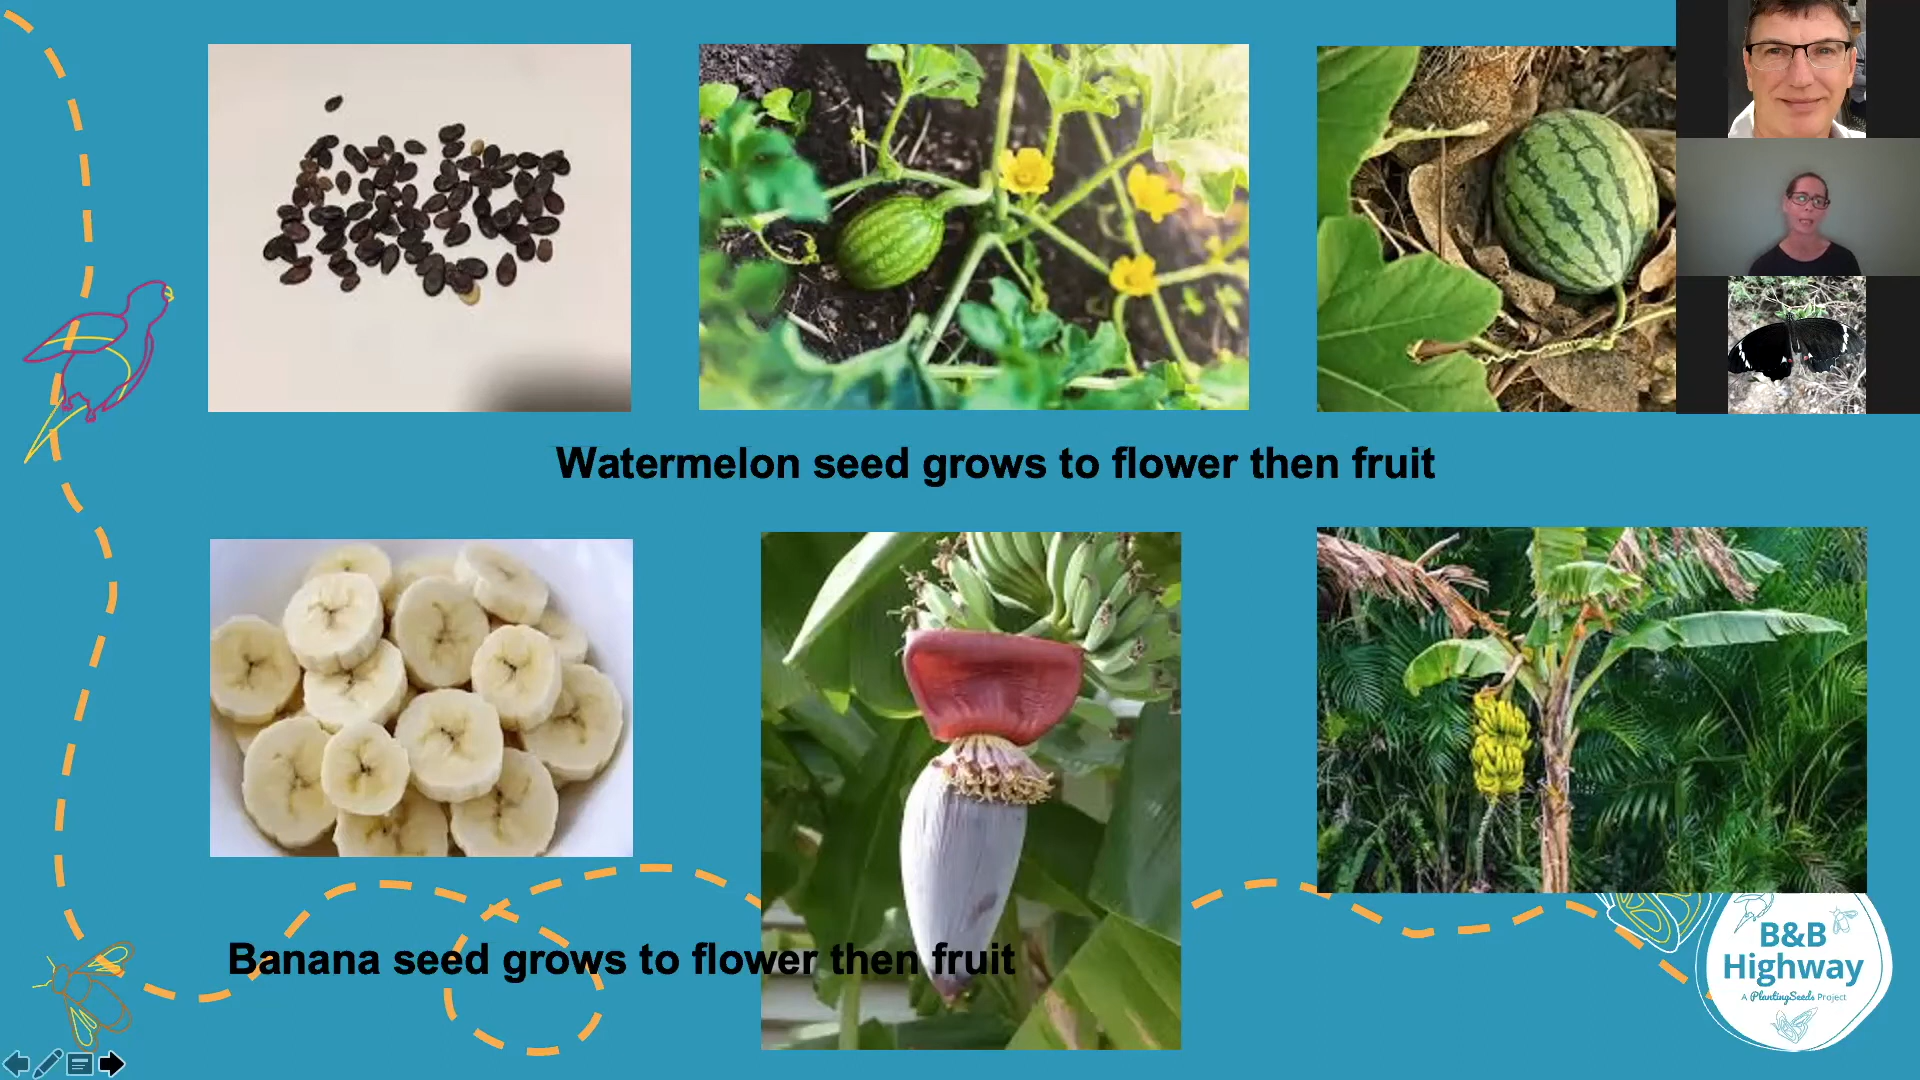 Watermelon seed grows to flower then fruit
Banana seed grows to flower then fruit
B&B
Highway
A PlantingSeeds Project